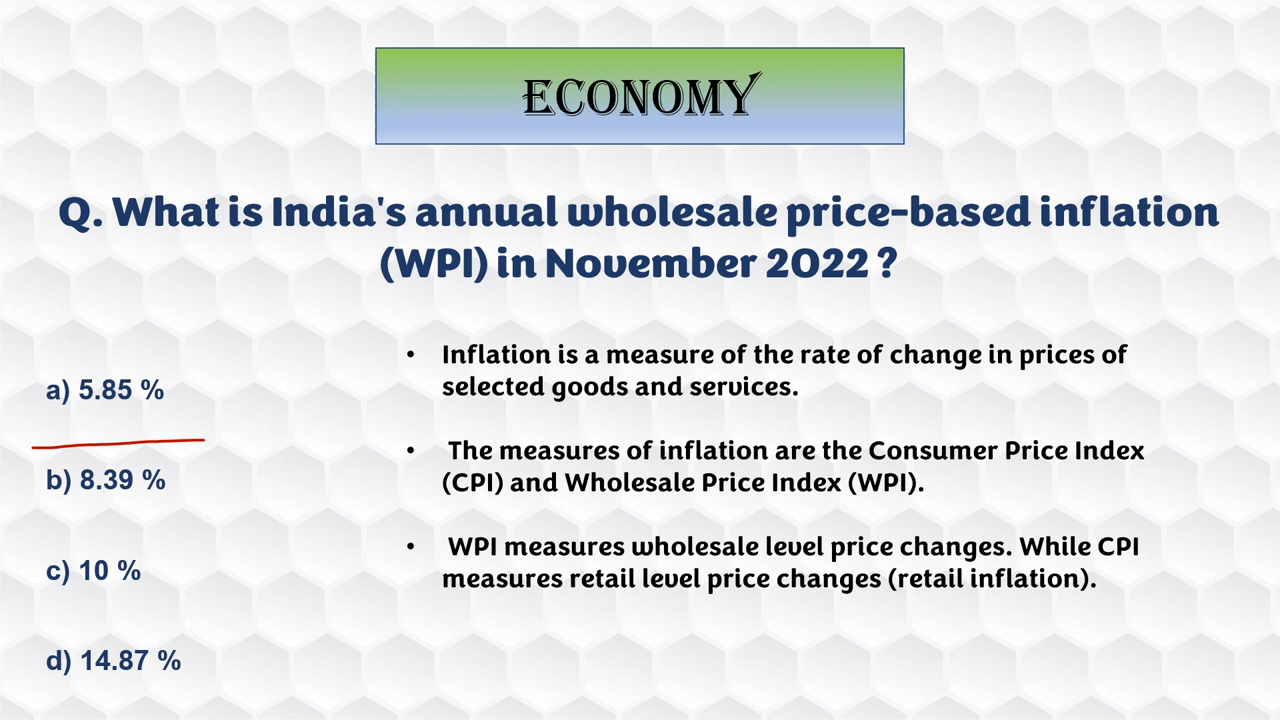 ECONOMY
Q. What is India's annual wholesale price-based inflation
(WPI) in November 2022 ?
a) 5.85 %
b) 8.39 %
c) 10 %
d) 14.87 %
• Inflation is a measure of the rate of change in prices of
selected goods and services.
• The measures of inflation are the Consumer Price Index
(CPI) and Wholesale Price Index (WPI).
• WPI measures wholesale level price changes. While CPI
measures retail level price changes (retail inflation).